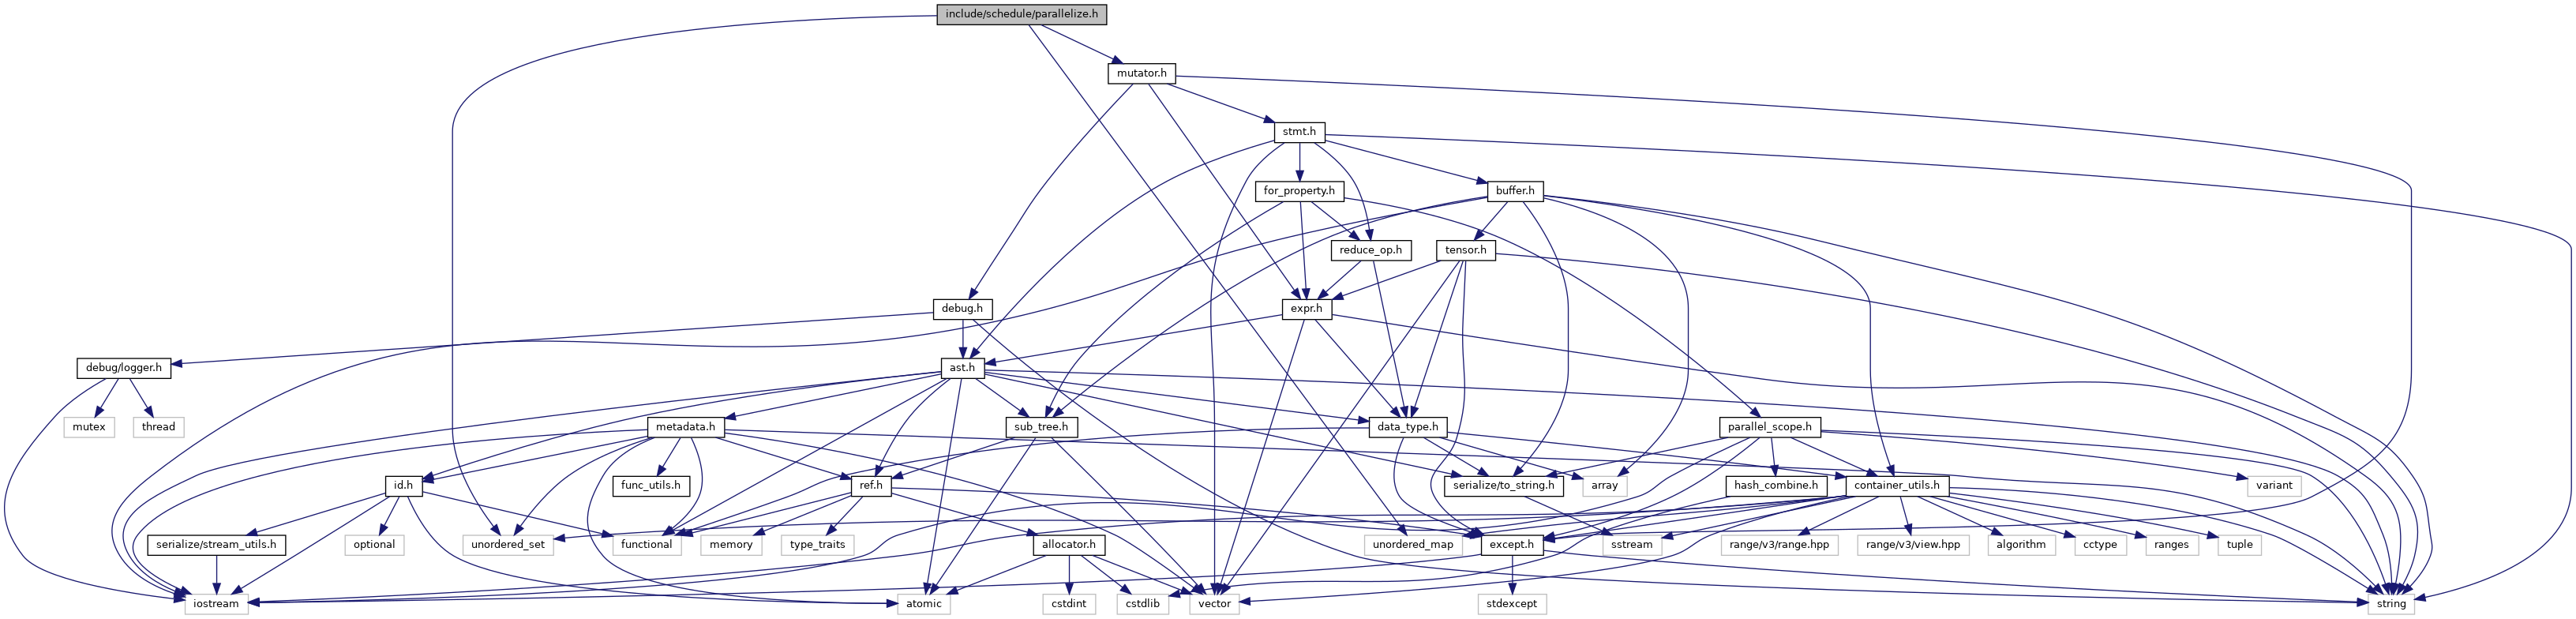 include/schedule/parallelize.h
mutator.h
stmt.h
for_property.h
buffer.h
reduce_op.h
tensor.h
debug.h
expr.h
debug/logger.h
ast.h
mutex
thread
metadata.h
sub_tree.h
data_type.h
parallel_scope.h
id.h
func_utils.h
ref.h
serialize/to_string.h
array
hash_combine.h
container_utils.h
variant
serialize/stream_utils.h
optional
unordered_set
functional
memory
type_traits
allocator.h
unordered_map
except.h
sstream
range/v3/range.hpp
range/v3/view.hpp
algorithm
cctype
ranges
tuple
iostream
atomic
cstdint
cstdlib
vector
stdexcept
string